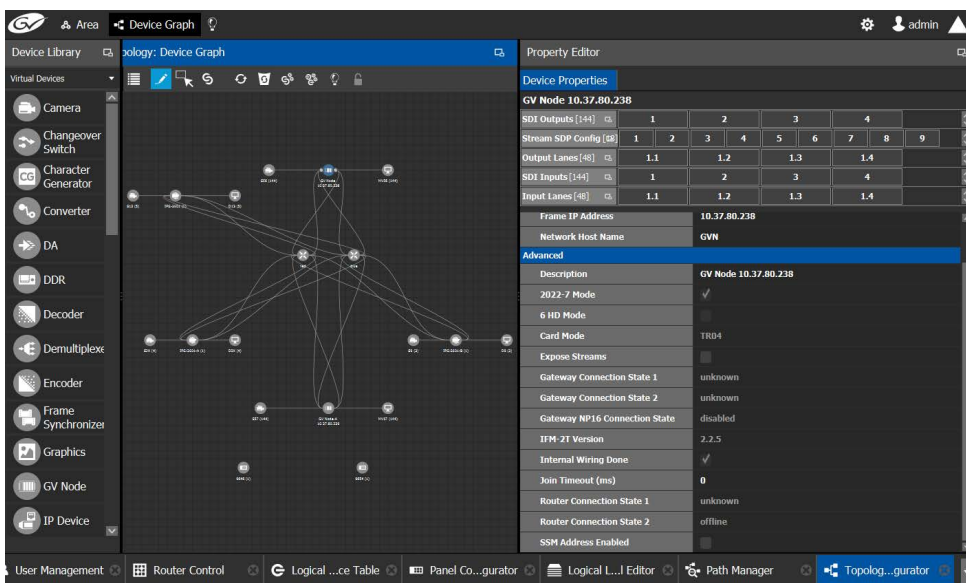 GV Area Device Graph admin
Device Library
ology: Device Graph
Property Editor
Virtual Devices
Camera
Changeover
Switch
CG
Character
Generator
Converter
DA
DDR
Decoder
Demultiplexe
Encoder
Frame
Synchronizer
Graphics
GV Node
IP Device
GV Node
10.37.80.238
Device Properties
GV Node 10.37.80.238
SDI Outputs [144] 1 2 3 4
Stream SDP Config 1 2 3 4 5 6 7 8 9
Output Lanes [48] 1.1 1.2 1.3 1.4
SDI Inputs [144] 1 2 3 4
Input Lanes [48] 1.1 1.2 1.3 1.4
Frame IP Address 10.37.80.238
Network Host Name GVN
Advanced
Description GV Node 10.37.80.238
2022-7 Mode
6 HD Mode
Card Mode TR04
Expose Streams
Gateway Connection State 1 unknown
Gateway Connection State 2 unknown
Gateway NP16 Connection State disabled
IFM-2T Version 2.2.5
Internal Wiring Done
Join Timeout (ms) 0
Router Connection State 1 unknown
Router Connection State 2 offline
SSM Address Enabled
User Management Router Control Logical ...ce Table Panel Co...gurator Logical L...l Editor Path Manager Topolog...gurator